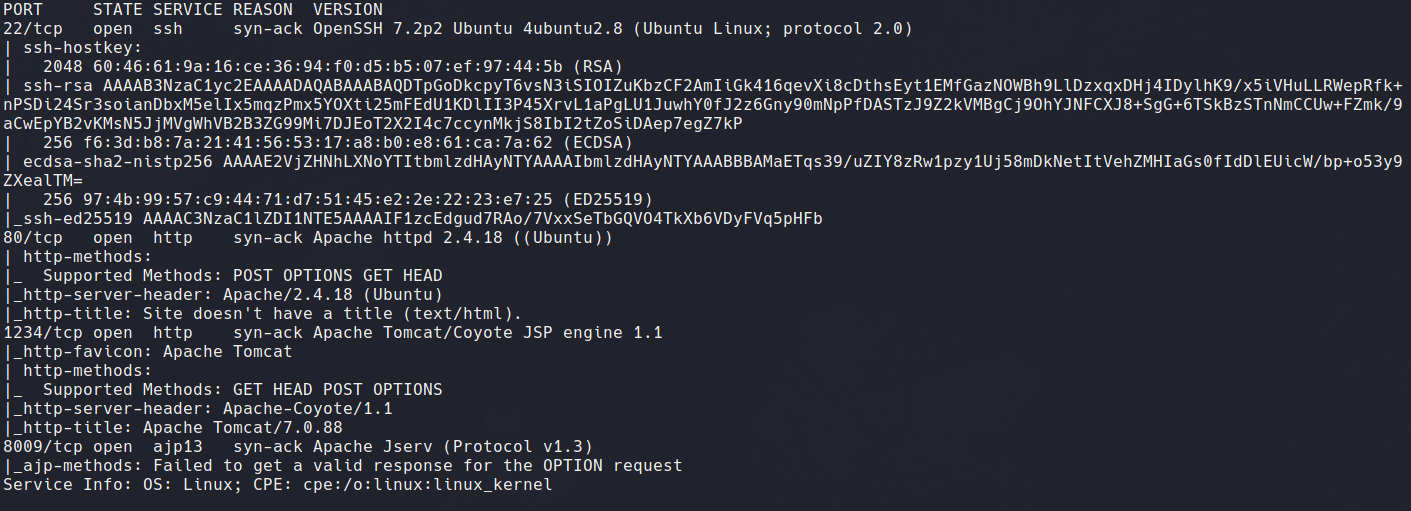 PORT     STATE SERVICE REASON  VERSION
22/tcp   open  ssh     syn-ack OpenSSH 7.2p2 Ubuntu 4ubuntu2.8 (Ubuntu Linux; protocol 2.0)
| ssh-hostkey:
|   2048 60:46:61:9a:16:ce:36:94:f0:d5:b5:07:ef:97:44:5b (RSA)
| ssh-rsa AAAAB3NzaC1yc2EAAAADAQABAAABAQDTpGoDkcpyT6vsN3iSIOIZuKbzCF2AmIiGk416qevXi8cDthsEyt1EMfGazNOWBh9LlDzxqxDHj4IDylhK9/x5iVHuLLRWepRfk+
nPSDi24Sr3soianDbxM5elIx5mqzPmx5YOXti25mFEdU1KDlII3P45XrvL1aPgLU1JuwhY0fJ2z6Gny90mNpPfDASTzJ9Z2kVMBgCj9OhYJNFCXJ8+SgG+6TSkBzSTnNmCCUw+FZmk/9
aCwEpYB2vKMsN5JjMVgWhVB2B3ZG99Mi7DJEoT2X2I4c7ccynMkjS8IbI2tZoSiDAep7egZ7kP
|   256 f6:3d:b8:7a:21:41:56:53:17:a8:b0:e8:61:ca:7a:62 (ECDSA)
| ecdsa-sha2-nistp256 AAAAE2VjZHNhLXNoYTItbmlzdHAyNTYAAAAIbmlzdHAyNTYAAABBBAMaETqs39/uZIY8zRw1pzy1Uj58mDkNetItVehZMHIaGs0fIdDlEUicW/bp+o53y9
ZXealTM=
|   256 97:4b:99:57:c9:44:71:d7:51:45:e2:2e:22:23:e7:25 (ED25519)
|_ssh-ed25519 AAAAC3NzaC1lZDI1NTE5AAAAIF1zcEdgud7RAo/7VxxSeTbGQVO4TkXb6VDyFVq5pHFb
80/tcp   open  http    syn-ack Apache httpd 2.4.18 ((Ubuntu))
| http-methods:
|_  Supported Methods: POST OPTIONS GET HEAD
|_http-server-header: Apache/2.4.18 (Ubuntu)
|_http-title: Site doesn't have a title (text/html).
1234/tcp open  http    syn-ack Apache Tomcat/Coyote JSP engine 1.1
|_http-favicon: Apache Tomcat
| http-methods:
|_  Supported Methods: GET HEAD POST OPTIONS
|_http-server-header: Apache-Coyote/1.1
|_http-title: Apache Tomcat/7.0.88
8009/tcp open  ajp13   syn-ack Apache Jserv (Protocol v1.3)
|_ajp-methods: Failed to get a valid response for the OPTION request
Service Info: OS: Linux; CPE: cpe:/o:linux:linux_kernel